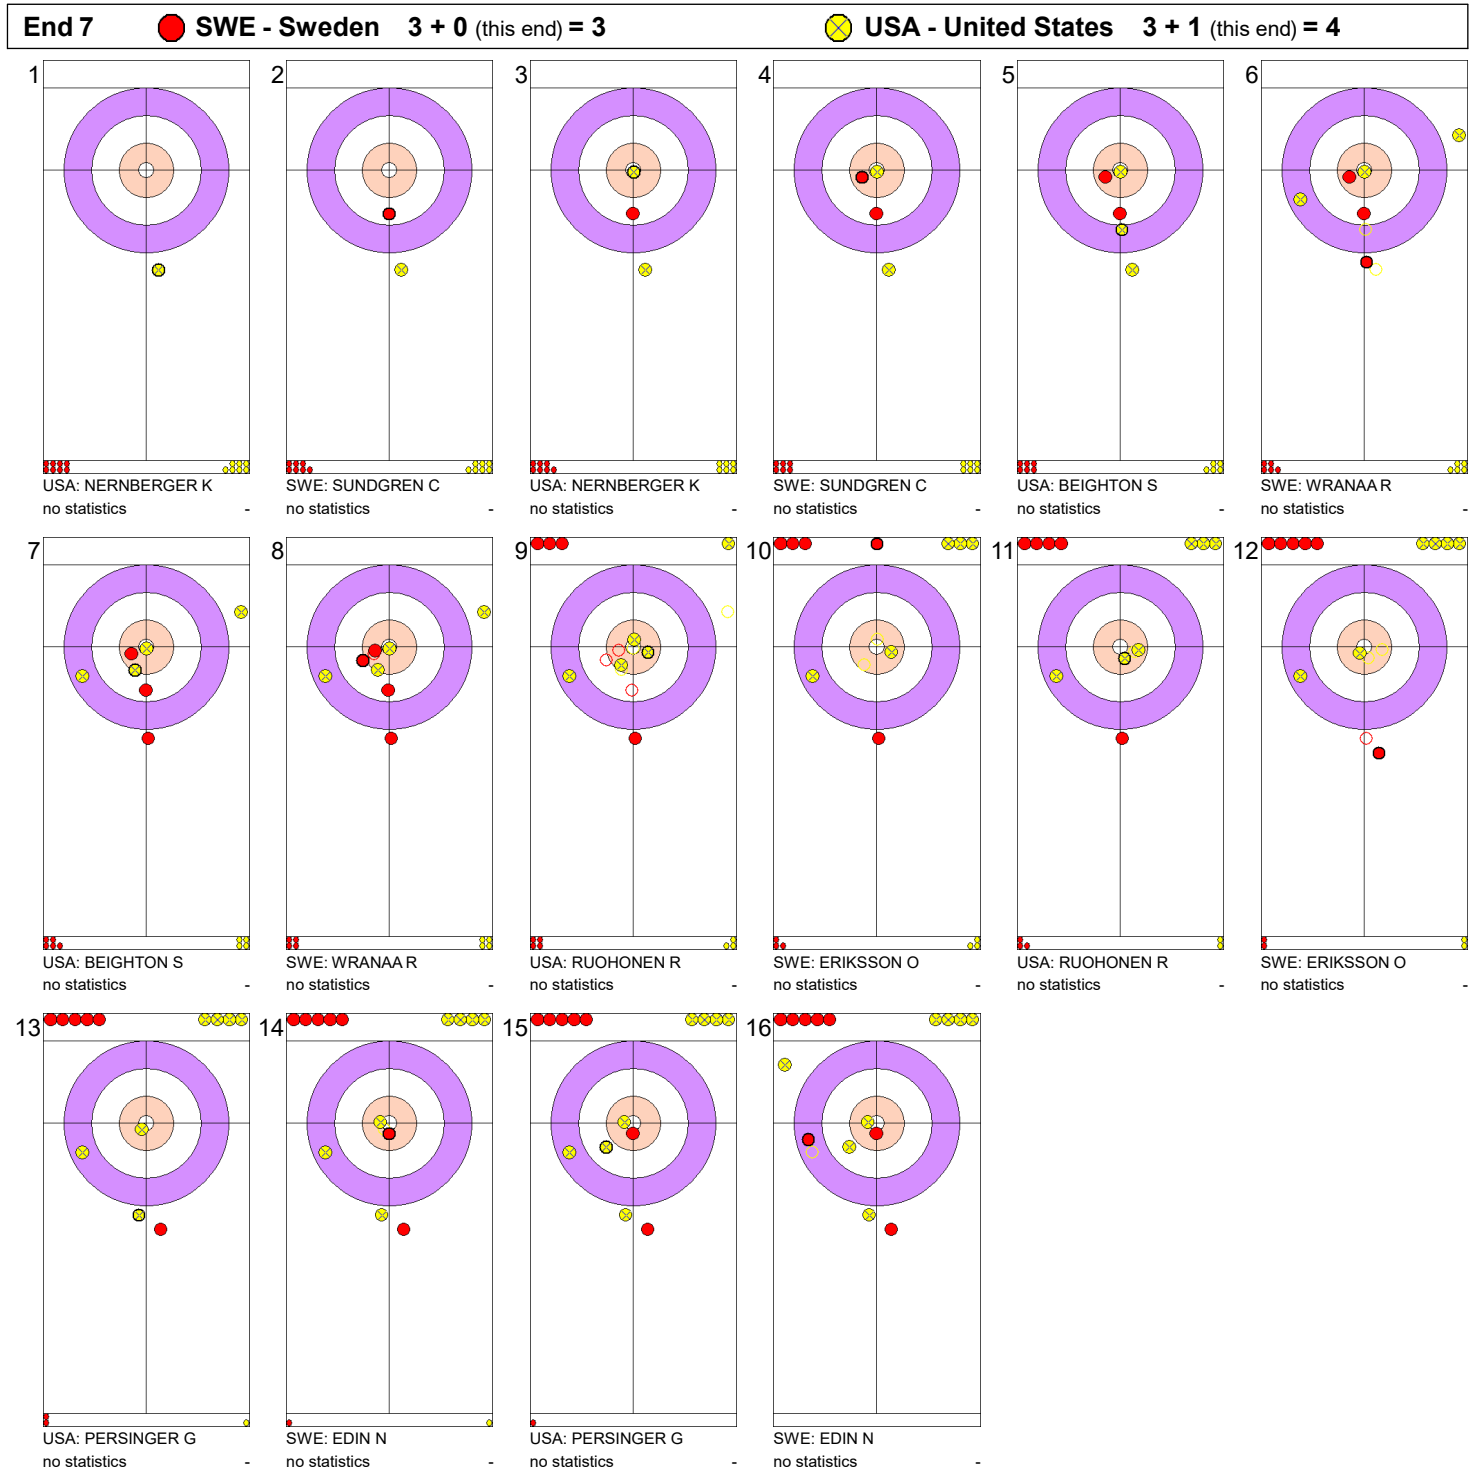 End 7 SWE - Sweden 3 + 0 (this end) = 3 USA - United States 3 + 1 (this end) = 4
1 2 3 4 5 6
USA: NERNBERGER K SWE: SUNDGREN C USA: NERNBERGER K SWE: SUNDGREN C USA: BEIGHTON S SWE: WRANAA R
no statistics - no statistics - no statistics - no statistics - no statistics - no statistics -
7 8 9 10 11 12
USA: BEIGHTON S SWE: WRANAA R USA: RUOHONEN R SWE: ERIKSSON O USA: RUOHONEN R SWE: ERIKSSON O
no statistics - no statistics - no statistics - no statistics - no statistics - no statistics -
13 14 15 16
USA: PERSINGER G SWE: EDIN N USA: PERSINGER G SWE: EDIN N
no statistics - no statistics - no statistics - no statistics -